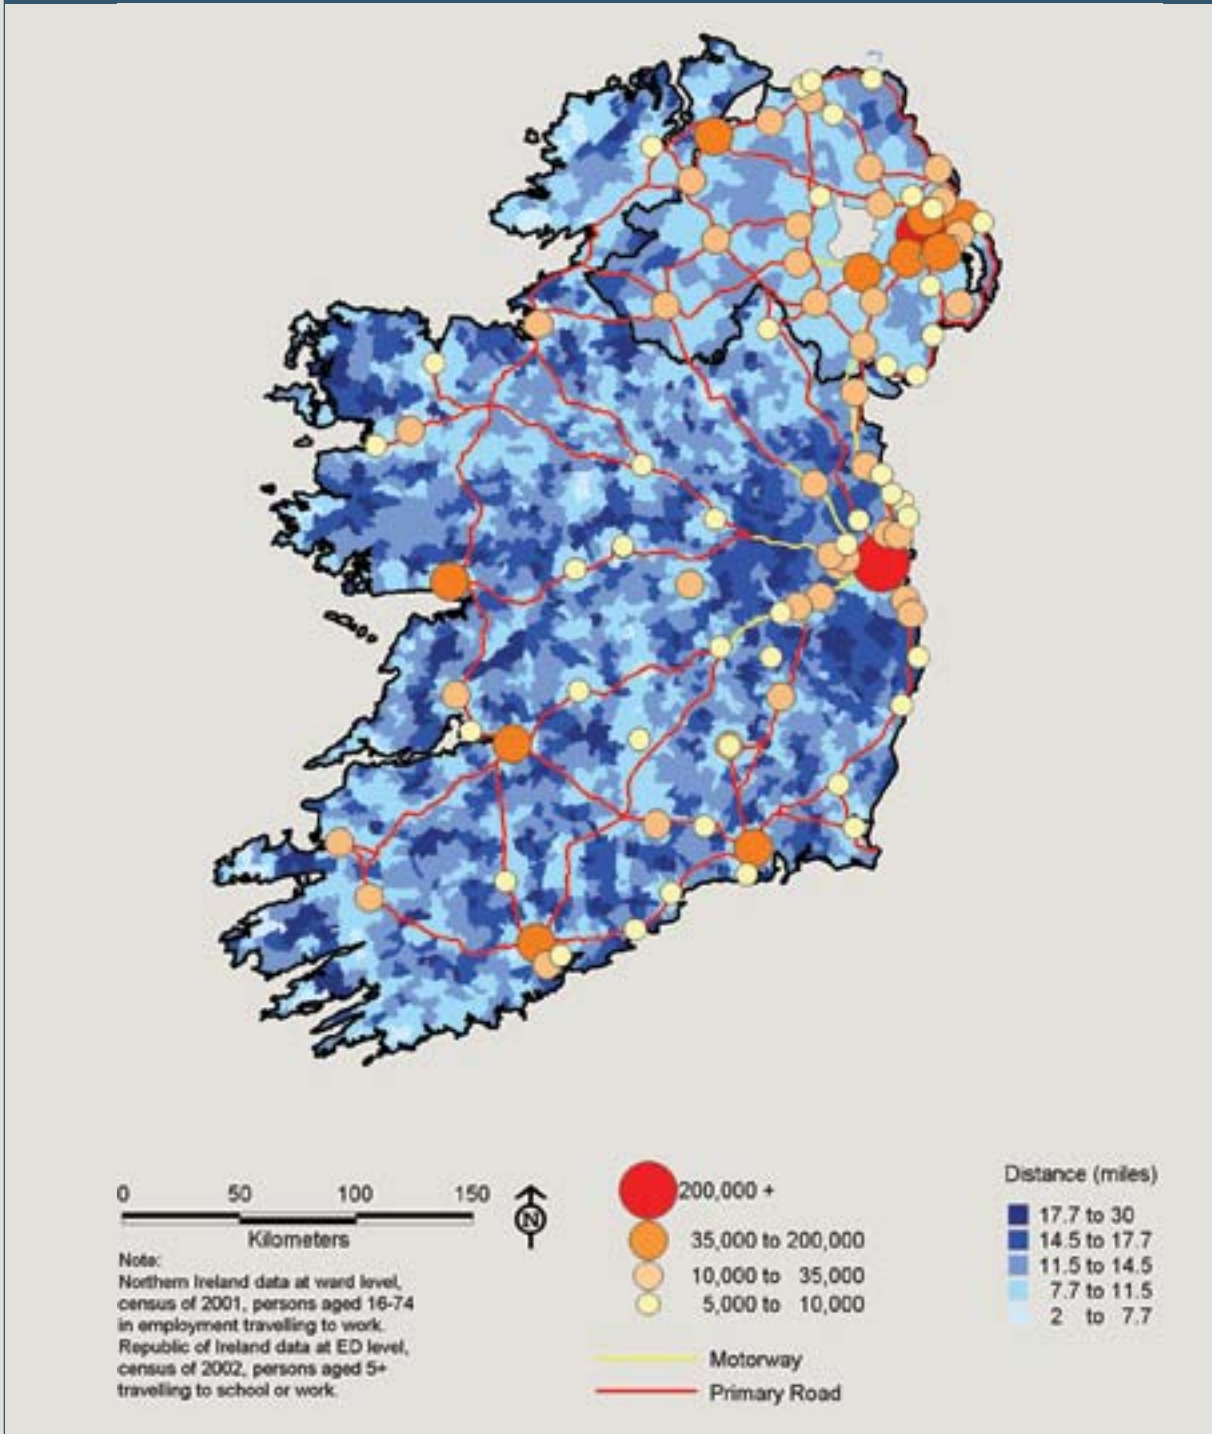 0 50 100 150
Kilometers
N
Note:
Northern Ireland data at ward level,
census of 2001, persons aged 16-74
in employment travelling to work.
Republic of Ireland data at ED level,
census of 2002, persons aged 5+
travelling to school or work.
200,000 +
35,000 to 200,000
10,000 to 35,000
5,000 to 10,000
Motorway
Primary Road
Distance (miles)
17.7 to 30
14.5 to 17.7
11.5 to 14.5
7.7 to 11.5
2 to 7.7